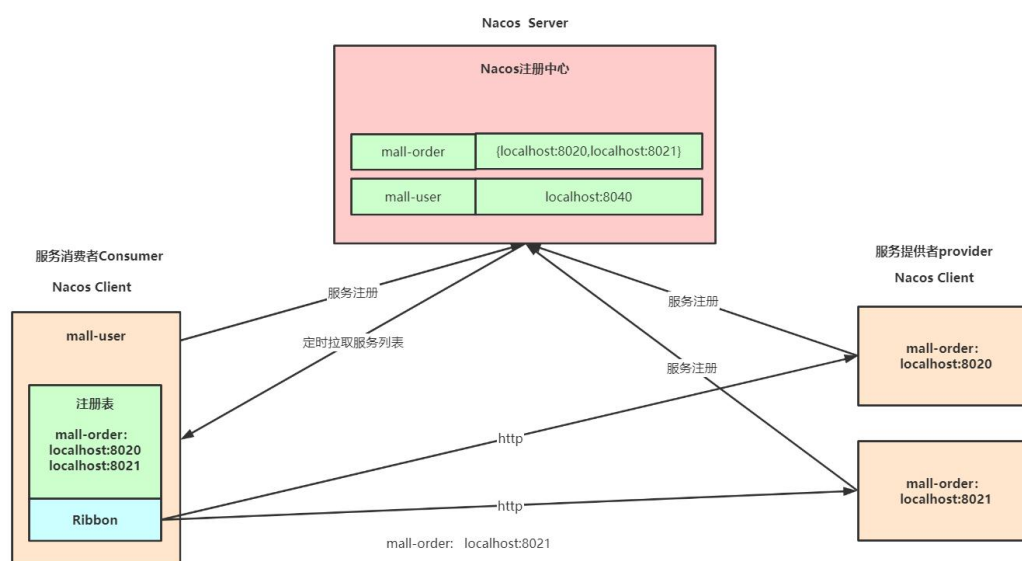 Nacos Server
Nacos注册中心
mall-order
{localhost:8020,localhost:8021}
mall-user
localhost:8040
服务消费者Consumer
Nacos Client
服务提供者provider
Nacos Client
服务注册
服务注册
定时拉取服务列表
服务注册
mall-user
注册表
mall-order:
localhost:8020
localhost:8021
Ribbon
mall-order:
localhost:8020
http
mall-order:
localhost:8021
http
mall-order: localhost:8021